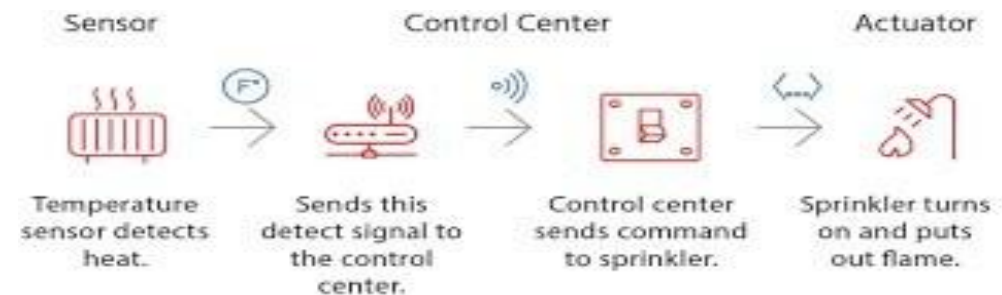 Sensor
Control Center
Actuator
F°
Temperature
sensor detects
heat.
Sends this
detect signal to
the control
center.
Control center
sends command
to sprinkler.
Sprinkler turns
on and puts
out flame.